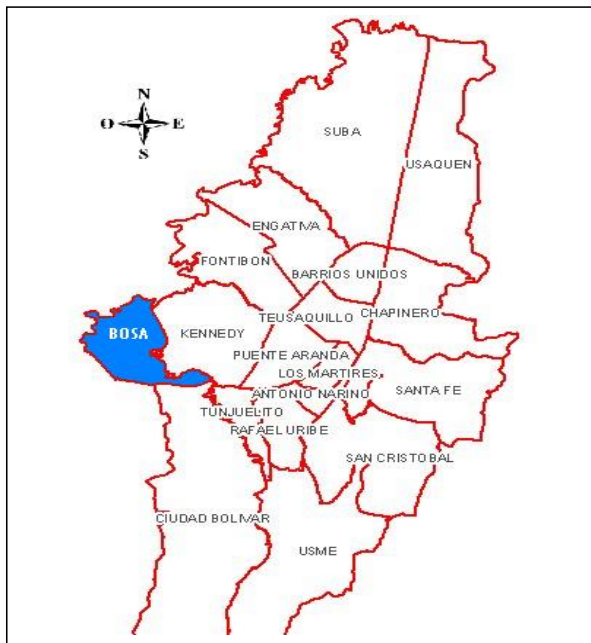 N
O E
S
SUBA
USAQUEN
ENGATIVA
FONTIBON
BARRIOS UNIDOS
TEUSAQUILLO
CHAPINERO
BOSA
KENNEDY
PUENTE ARANDA
LOS MARTIRES
ANTONIO NARINO
SANTA FE
TUNJUELITO
RAFAEL URIBE
SAN CRISTOBAL
CIUDAD BOLIVAR
USME